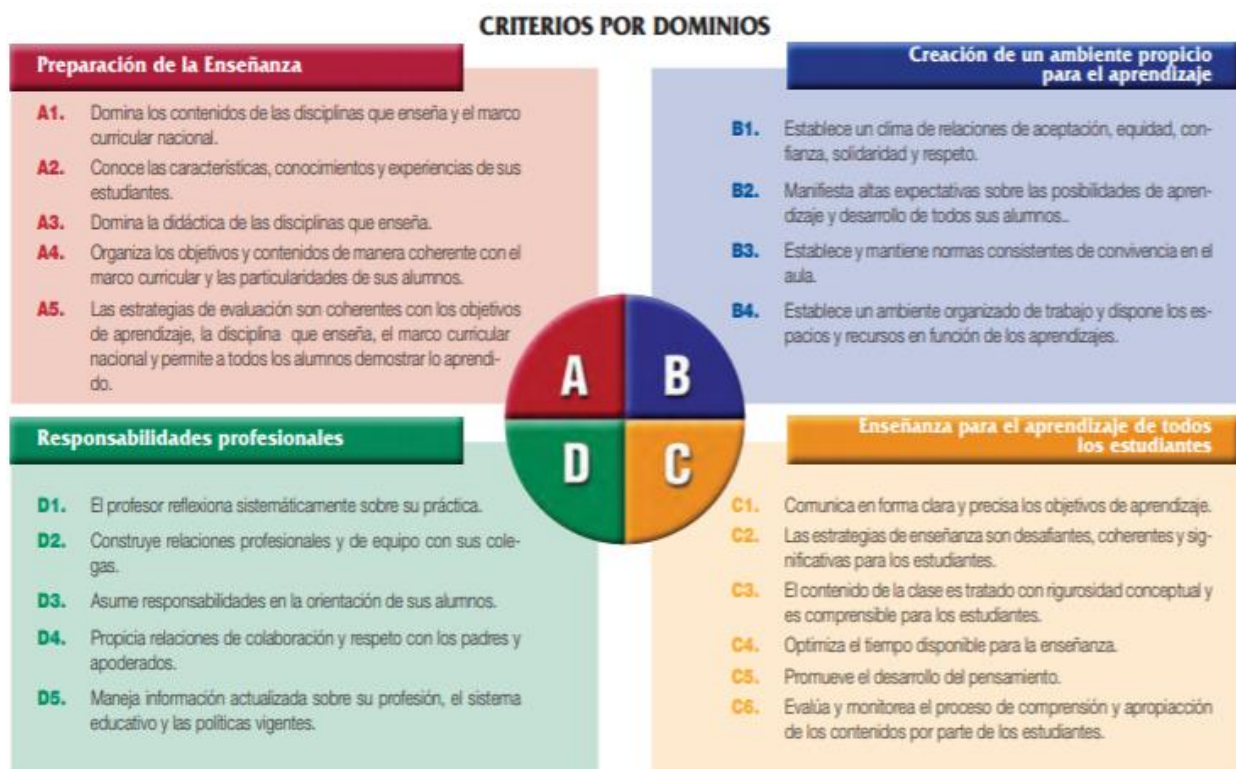 CRITERIOS POR DOMINIOS
Preparación de la Enseñanza
A1. Domina los contenidos de las disciplinas que enseña y el marco
curricular nacional.
A2. Conoce las características, conocimientos y experiencias de sus
estudiantes.
A3. Domina la didáctica de las disciplinas que enseña.
A4. Organiza los objetivos y contenidos de manera coherente con el
marco curricular y las particularidades de sus alumnos.
A5. Las estrategias de evaluación son coherentes con los objetivos
de aprendizaje, la disciplina que enseña, el marco curricular
nacional y permite a todos los alumnos demostrar lo aprendi-
do.
Creación de un ambiente propicio
para el aprendizaje
B1. Establece un clima de relaciones de aceptación, equidad, con-
fianza, solidaridad y respeto.
B2. Manifiesta altas expectativas sobre las posibilidades de apren-
dizaje y desarrollo de todos sus alumnos..
B3. Establece y mantiene normas consistentes de convivencia en el
aula.
B4. Establece un ambiente organizado de trabajo y dispone los es-
pacios y recursos en función de los aprendizajes.
A B
D C
Responsabilidades profesionales
D1. El profesor reflexiona sistemáticamente sobre su práctica.
D2. Construye relaciones profesionales y de equipo con sus cole-
gas.
D3. Asume responsabilidades en la orientación de sus alumnos.
D4. Propicia relaciones de colaboración y respeto con los padres y
apoderados.
D5. Maneja información actualizada sobre su profesión, el sistema
educativo y las políticas vigentes.
Enseñanza para el aprendizaje de todos
los estudiantes
C1. Comunica en forma clara y precisa los objetivos de aprendizaje.
C2. Las estrategias de enseñanza son desafiantes, coherentes y sig-
nificativas para los estudiantes.
C3. El contenido de la clase es tratado con rigurosidad conceptual y
es comprensible para los estudiantes.
C4. Optimiza el tiempo disponible para la enseñanza.
C5. Promueve el desarrollo del pensamiento.
C6. Evalúa y monitorea el proceso de comprensión y apropiacción
de los contenidos por parte de los estudiantes.